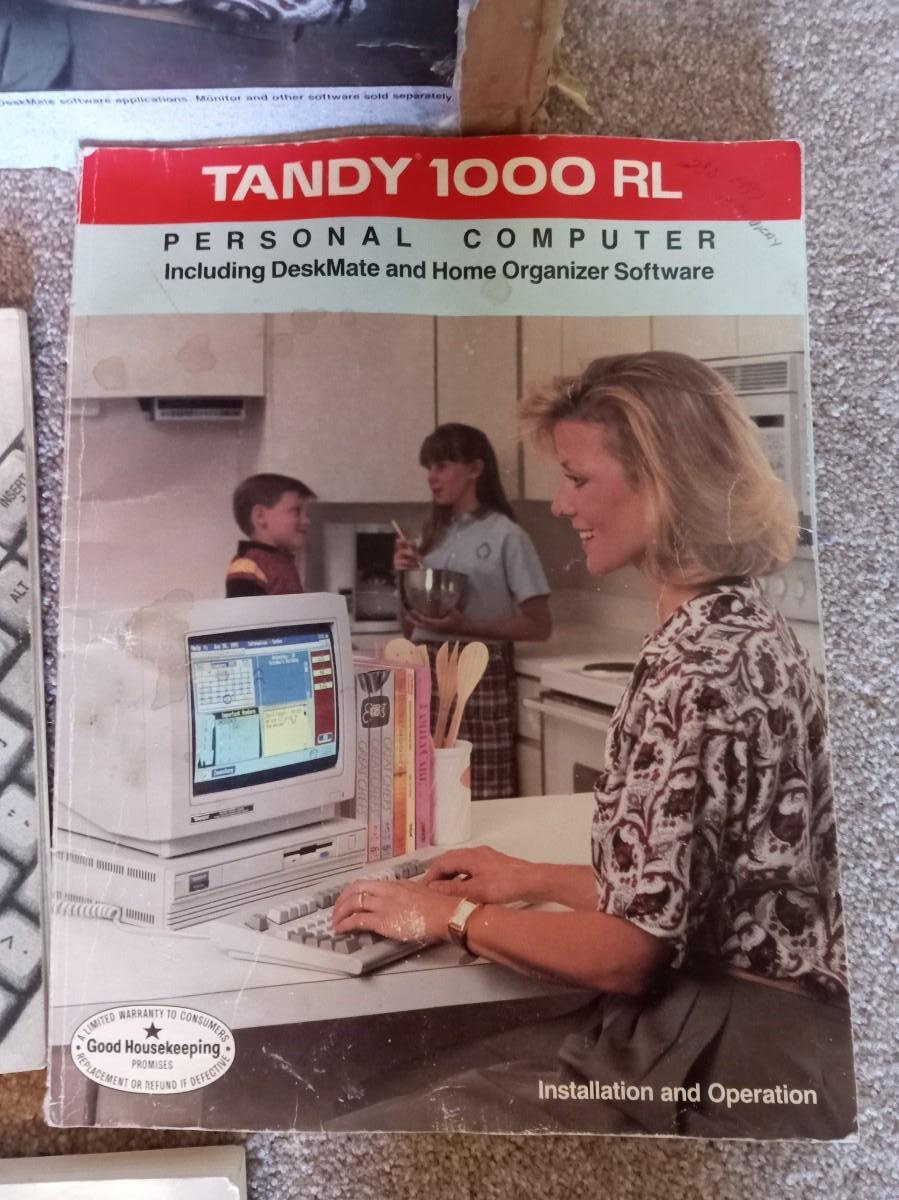 DeskMate software applications. Monitor and other software sold separately.
TANDY® 1000 RL
PERSONAL COMPUTER
Including DeskMate and Home Organizer Software
INSERT
ALT
A LIMITED WARRANTY TO CONSUMERS
Good Housekeeping
PROMISES
REPLACEMENT OR REFUND IF DEFECTIVE
Installation and Operation